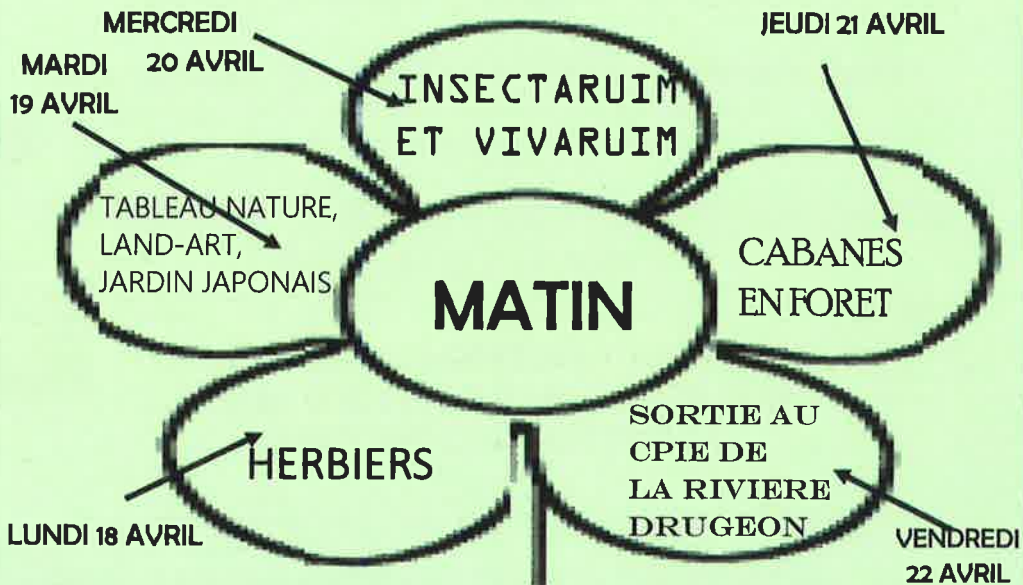 MERCREDI
20 AVRIL
JEUDI 21 AVRIL
MARDI
19 AVRIL
INSECTARUIM
ET VIVARUIM
TABLEAU NATURE,
LAND-ART,
JARDIN JAPONAIS
CABANES
EN FORET
MATIN
HERBIERS
SORTIE AU
CPIE DE
LA RIVIERE
DRUGEON
LUNDI 18 AVRIL
VENDREDI
22 AVRIL